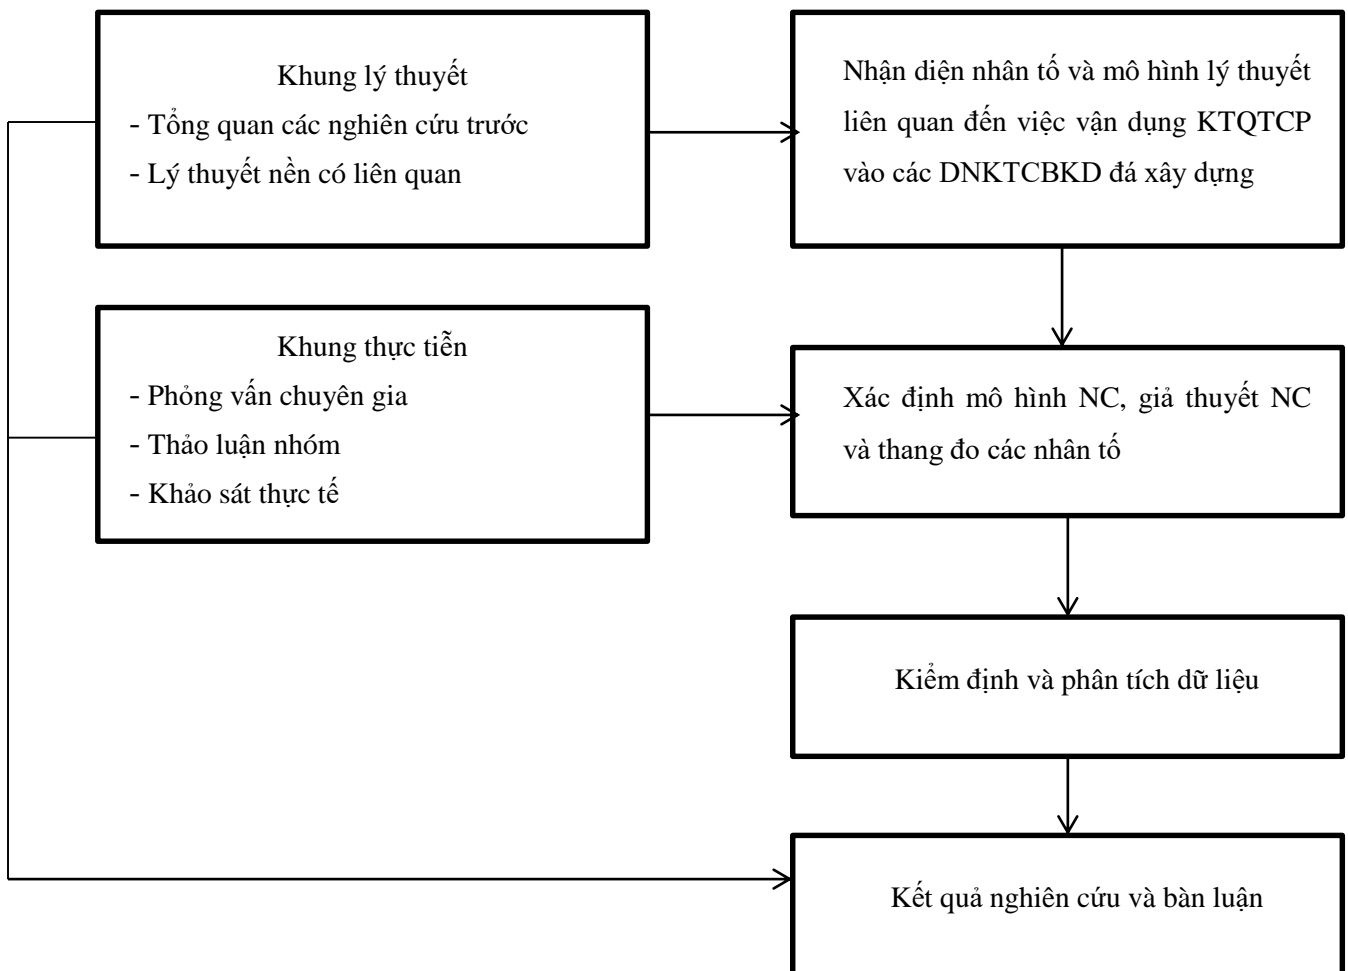 Khung lý thuyết
- Tổng quan các nghiên cứu trước
- Lý thuyết nền có liên quan
Nhận diện nhân tố và mô hình lý thuyết
liên quan đến việc vận dụng KTQTCP
vào các DNKTCBKD đá xây dựng
Khung thực tiễn
- Phỏng vấn chuyên gia
- Thảo luận nhóm
- Khảo sát thực tế
Xác định mô hình NC, giả thuyết NC
và thang đo các nhân tố
Kiểm định và phân tích dữ liệu
Kết quả nghiên cứu và bàn luận